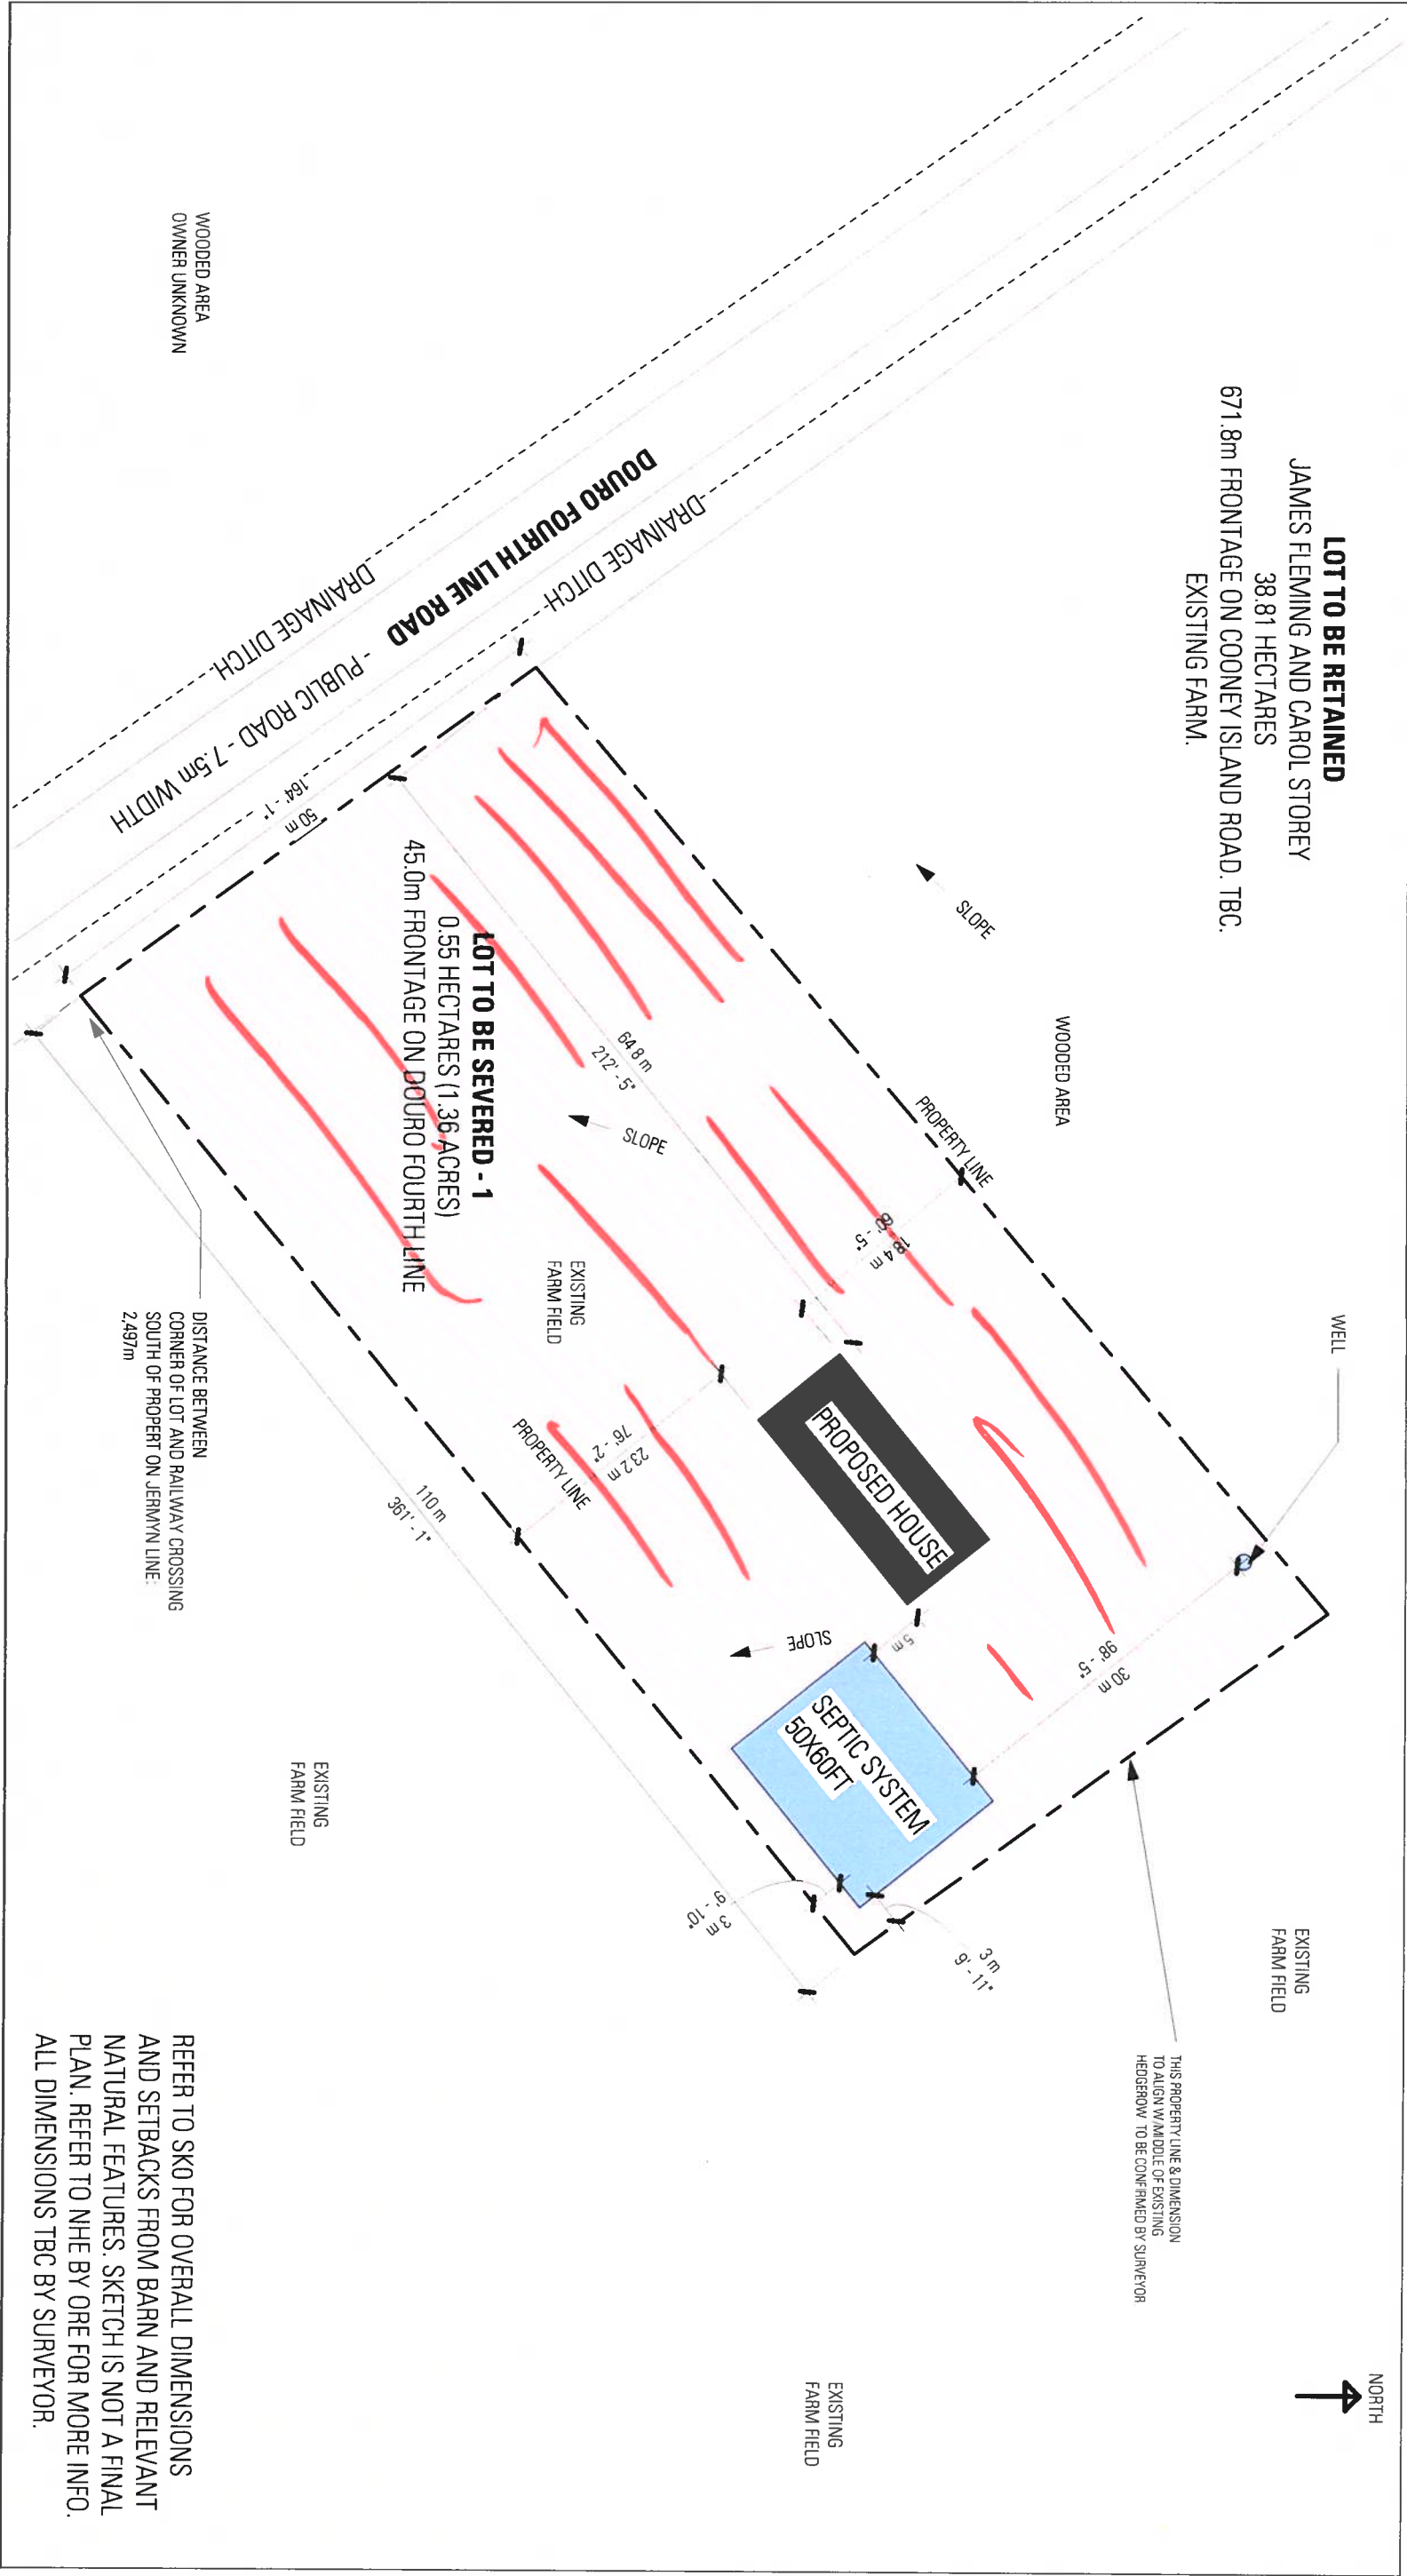 LOT TO BE RETAINED
JAMES FLEMING AND CAROL STOREY
38.81 HECTARES
671.8m FRONTAGE ON COONEY ISLAND ROAD. TBC.
EXISTING FARM.
NORTH
WELL
SLOPE
WOODED AREA
PROPERTY LINE
EXISTING
FARM FIELD
THIS PROPERTY LINE & DIMENSION
TO ALIGN W/MIDDLE OF EXISTING
HEDGEROW TO BE CONFIRMED BY SURVEYOR
18.4 m
60' - 5"
30 m
98' - 5"
PROPOSED HOUSE
5 m
SEPTIC SYSTEM
50X60FT
SLOPE
3 m
9' - 11"
3 m
9' - 10"
EXISTING
FARM FIELD
WOODED AREA
OWNER UNKNOWN
DRAINAGE DITCH
DOURO FOURTH LINE ROAD - PUBLIC ROAD - 7.5m WIDTH
DRAINAGE DITCH
164' - 1"
50 m
64.8 m
212' - 5"
SLOPE
LOT TO BE SEVERED - 1
0.55 HECTARES (1.36 ACRES)
45.0m FRONTAGE ON DOURO FOURTH LINE
EXISTING
FARM FIELD
23.2 m
76' - 2"
PROPERTY LINE
110 m
361' - 1"
DISTANCE BETWEEN
CORNER OF LOT AND RAILWAY CROSSING
SOUTH OF PROPERT ON JERMYN LINE:
2,497m
EXISTING
FARM FIELD
REFER TO SK0 FOR OVERALL DIMENSIONS
AND SETBACKS FROM BARN AND RELEVANT
NATURAL FEATURES. SKETCH IS NOT A FINAL
PLAN. REFER TO NHE BY ORE FOR MORE INFO.
ALL DIMENSIONS TBC BY SURVEYOR.